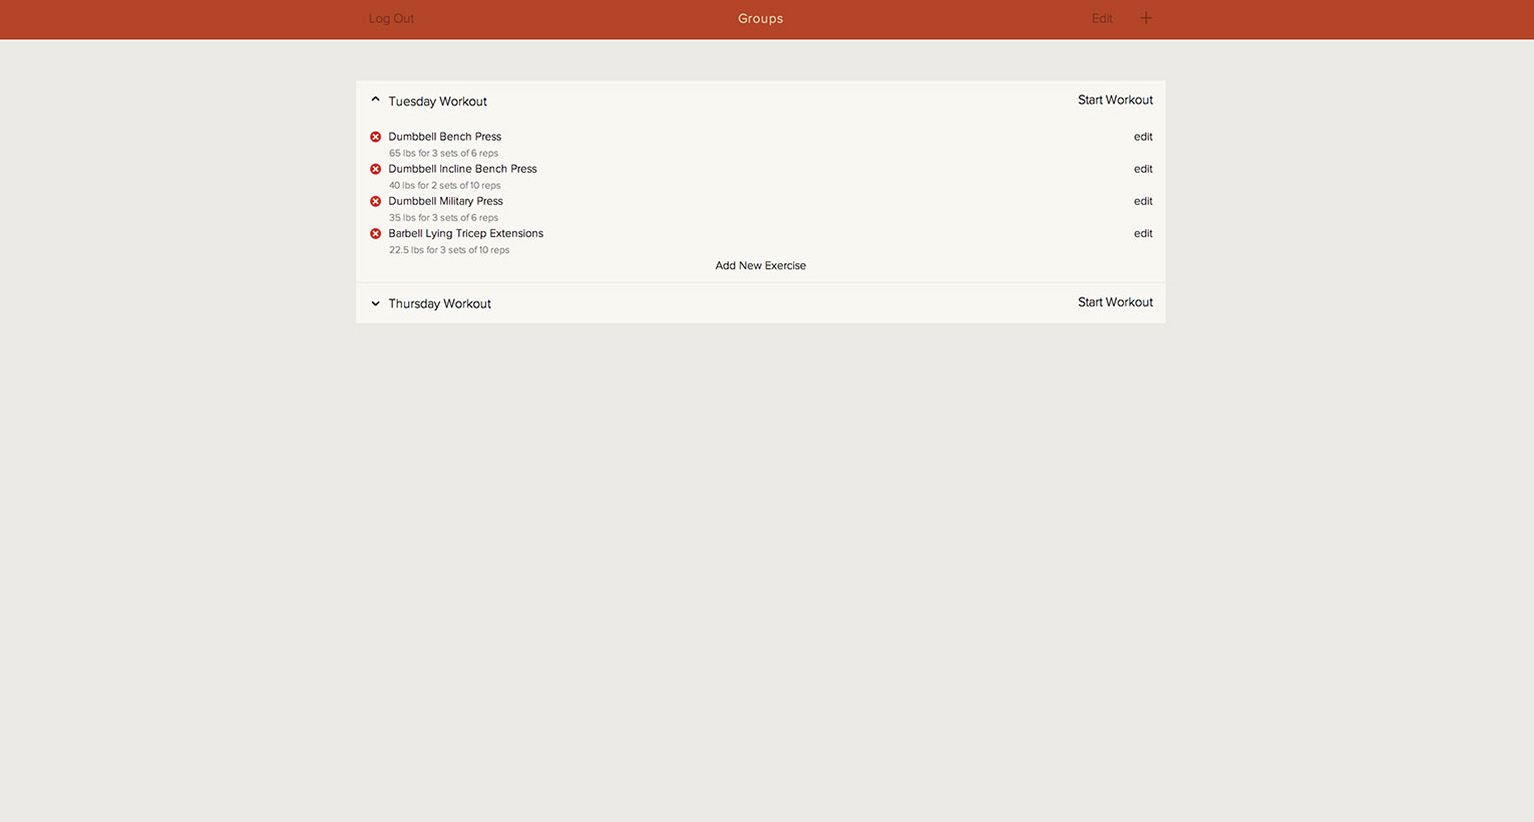 Log Out Groups Edit
Tuesday Workout Start Workout
Dumbbell Bench Press edit
65 lbs for 3 sets of 6 reps
Dumbbell Incline Bench Press edit
40 lbs for 2 sets of 10 reps
Dumbbell Military Press edit
35 lbs for 3 sets of 6 reps
Barbell Lying Tricep Extensions edit
22.5 lbs for 3 sets of 10 reps
Add New Exercise
Thursday Workout Start Workout